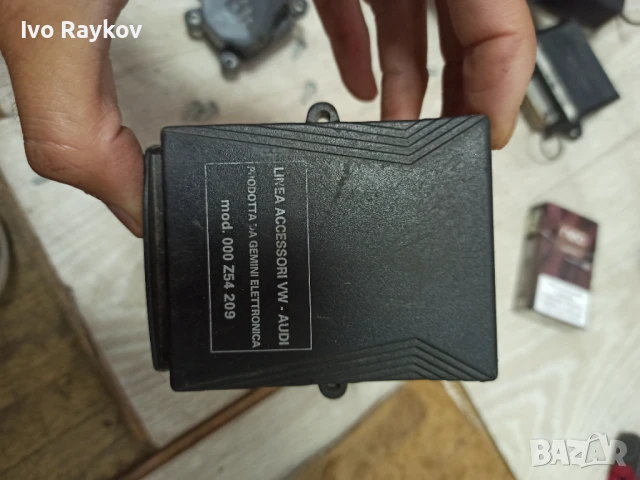 Ivo Raykov
LINEA ACCESSORI VW - AUDI
PRODOTTA DA GEMINI ELETTRONICA
mod. 000 Z54 209
BAZAR